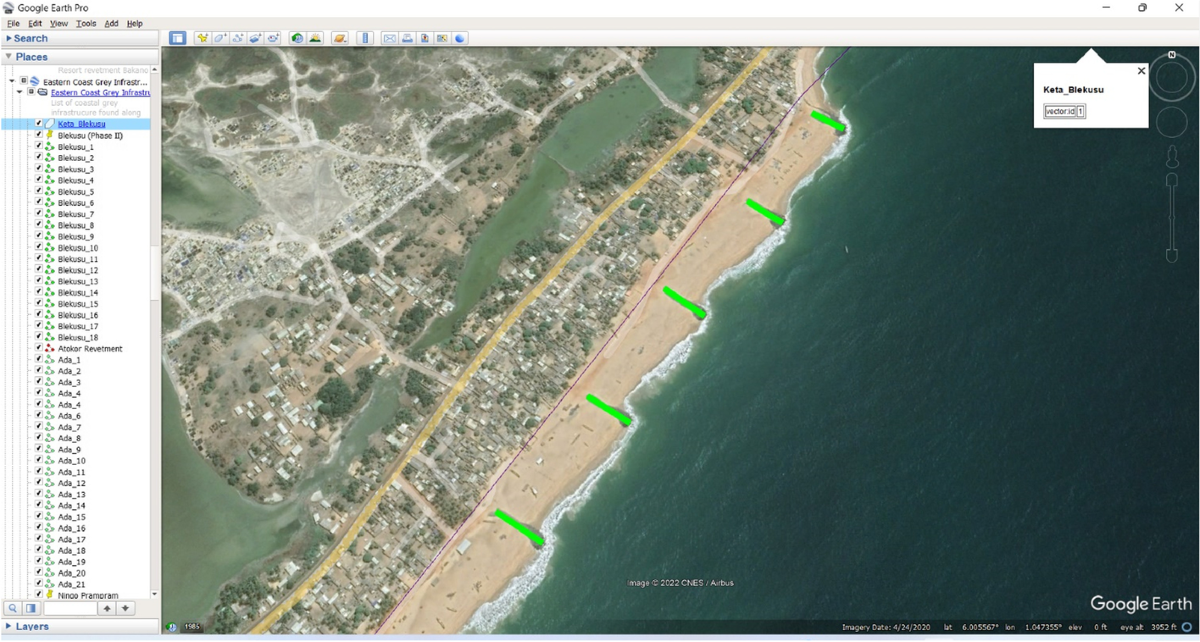 Google Earth Pro
File Edit View Tools Add Help
Search
Places
Resort revetment Bakano
Eastern Coast Grey Infrastr...
Eastern Coast Grey Infrastru
List of coastal grey
infrastrucure found along
Keta_Blekusu
Blekusu (Phase II)
Blekusu_1
Blekusu_2
Blekusu_3
Blekusu_4
Blekusu_5
Blekusu_6
Blekusu_7
Blekusu_8
Blekusu_9
Blekusu_10
Blekusu_11
Blekusu_12
Blekusu_13
Blekusu_14
Blekusu_15
Blekusu_16
Blekusu_17
Blekusu_18
Atokor Revetment
Ada_1
Ada_2
Ada_3
Ada_4
Ada_4
Ada_6
Ada_7
Ada_8
Ada_9
Ada_10
Ada_11
Ada_12
Ada_13
Ada_14
Ada_15
Ada_16
Ada_17
Ada_18
Ada_19
Ada_20
Ada_21
Ningo Prampram
Layers
N
Keta_Blekusu
vector.id 1
Image © 2022 CNES / Airbus
Google Earth
1985
Imagery Date: 4/24/2020 lat 6.005567° lon 1.047355° elev 0 ft eye alt 3952 ft